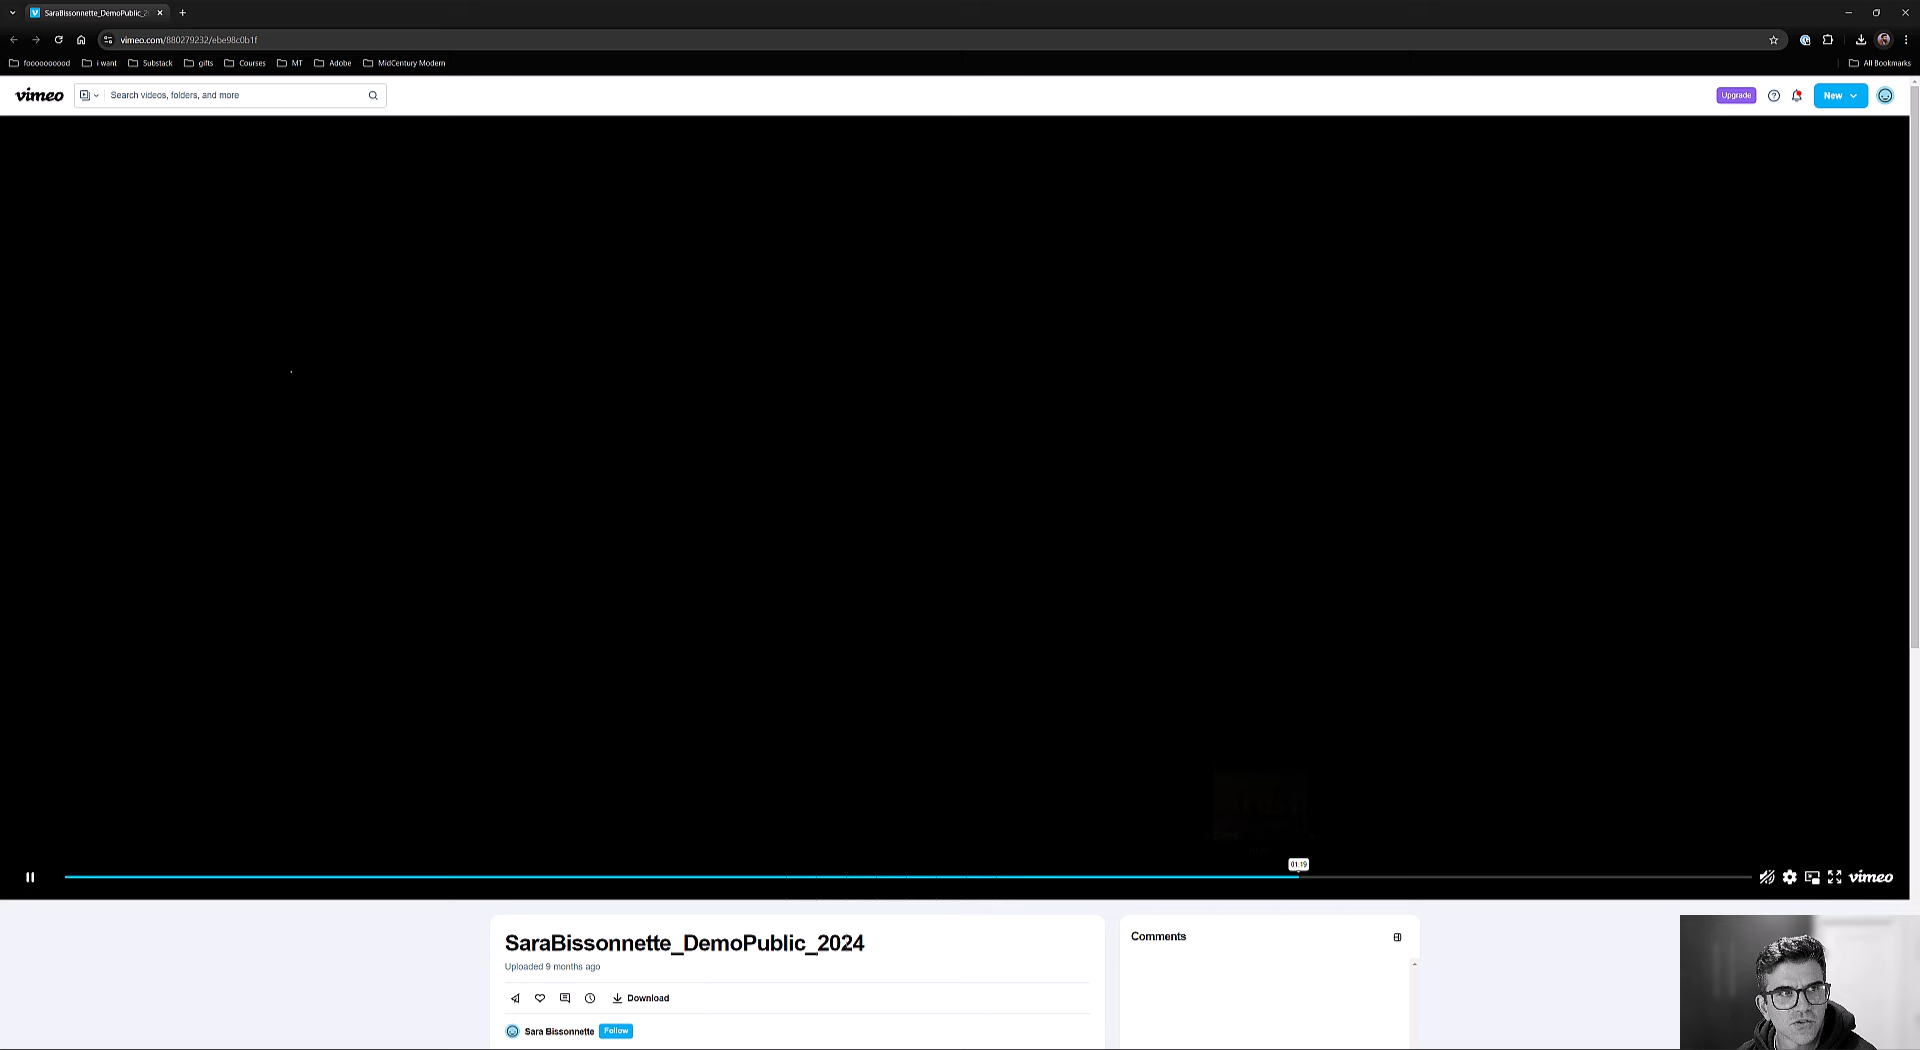 SaraBissonnette_DemoPublic_2
vimeo.com/880279232/ebe98c0b1f
foooooooood
i want
Substack
gifts
Courses
MT
Adobe
MidCentury Modern
All Bookmarks
vimeo
Search videos, folders, and more
Upgrade
New
01:19
vimeo
SaraBissonnette_DemoPublic_2024
Uploaded 9 months ago
Download
Sara Bissonnette
Follow
Comments